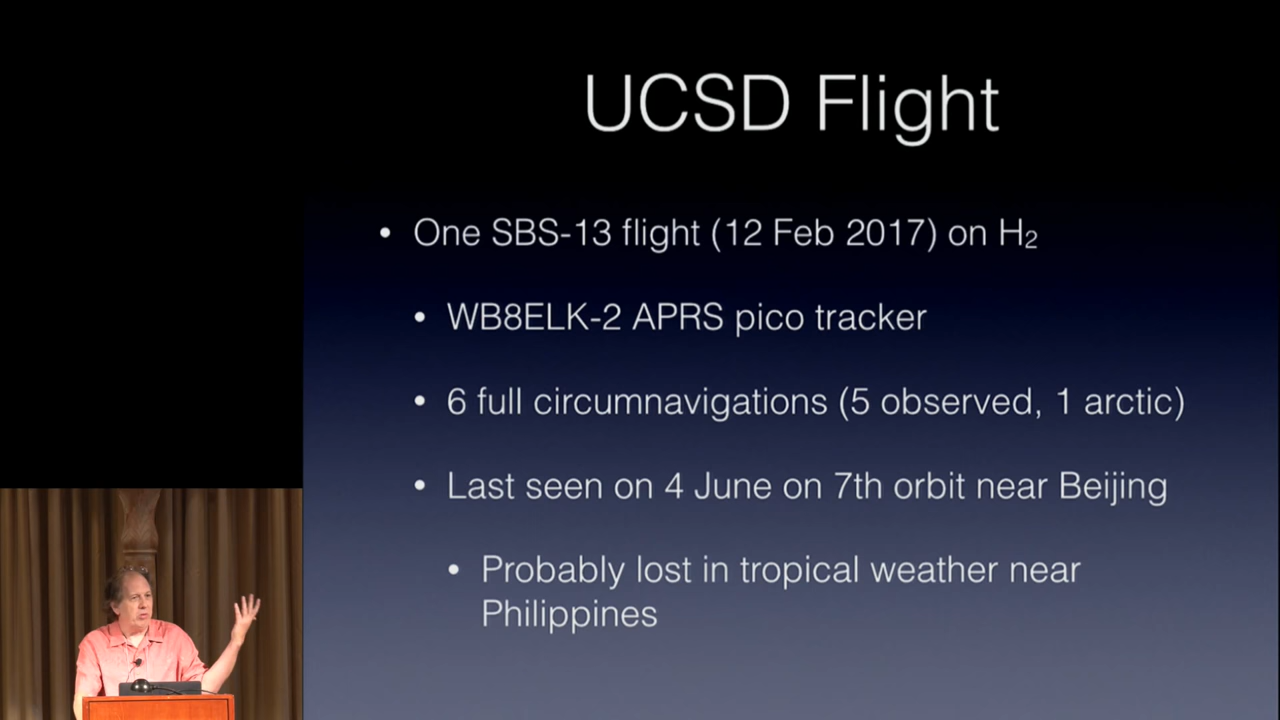 UCSD Flight
• One SBS-13 flight (12 Feb 2017) on H₂
• WB8ELK-2 APRS pico tracker
• 6 full circumnavigations (5 observed, 1 arctic)
• Last seen on 4 June on 7th orbit near Beijing
• Probably lost in tropical weather near
Philippines